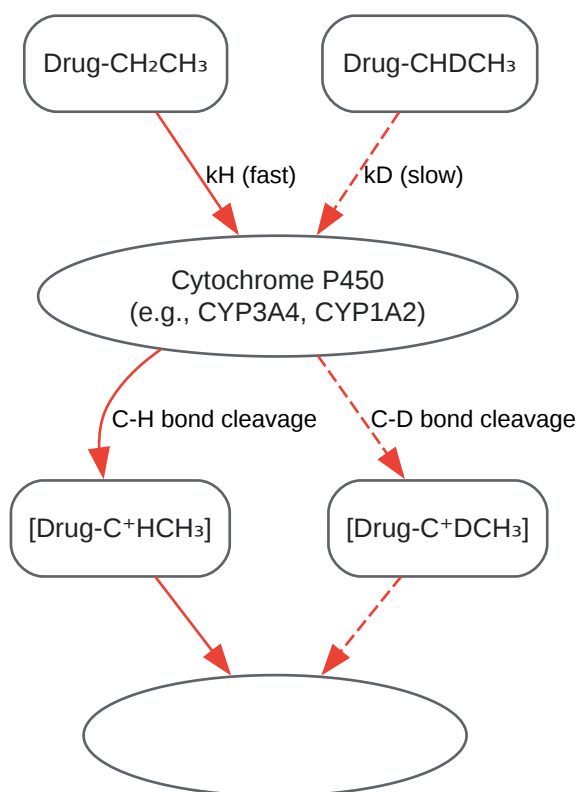 Drug-CH₂CH₃
Drug-CHDCH₃
kH (fast)
kD (slow)
Cytochrome P450
(e.g., CYP3A4, CYP1A2)
C-H bond cleavage
C-D bond cleavage
[Drug-C⁺HCH₃]
[Drug-C⁺DCH₃]